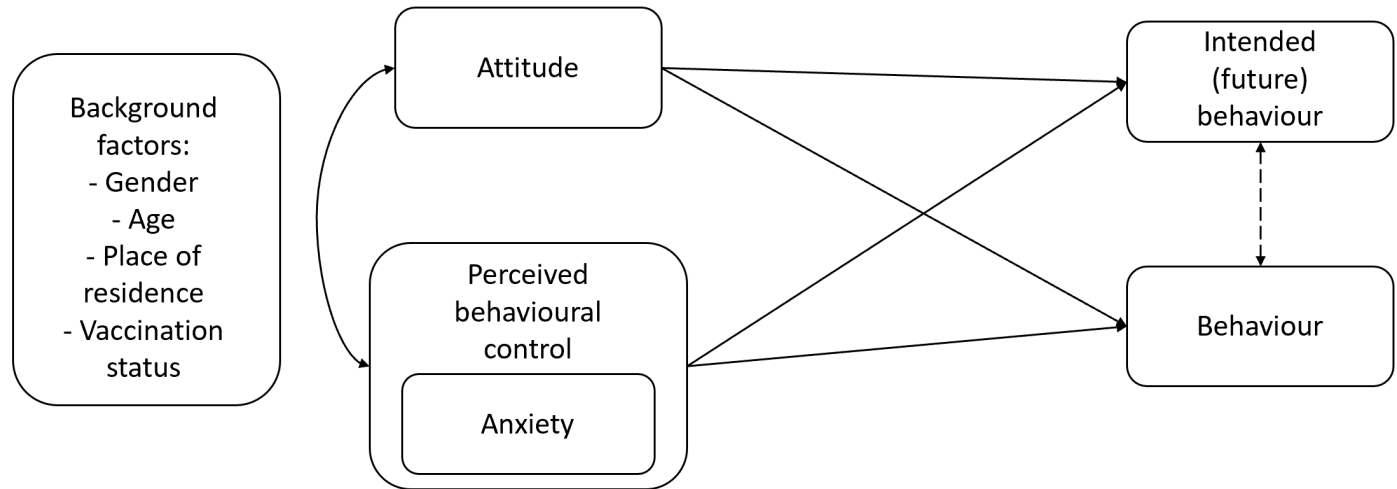 Background
factors:
- Gender
- Age
- Place of
residence
- Vaccination
status
Attitude
Perceived
behavioural
control
Anxiety
Intended
(future)
behaviour
Behaviour